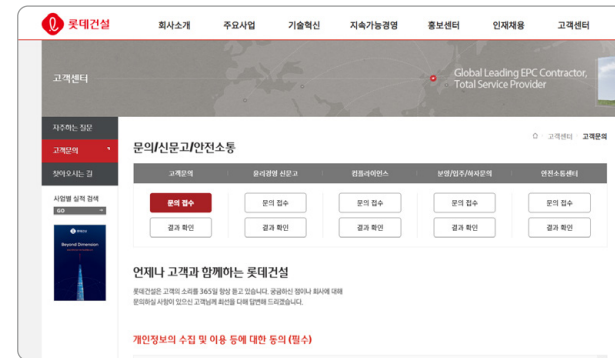 롯데건설
회사소개 주요사업 기술혁신 지속가능경영 홍보센터 인재채용 고객센터
고객센터
Global Leading EPC Contractor,
Total Service Provider
자주하는 질문
고객문의
찾아오시는 길
사업별 실적 검색
GO
Beyond Dimension
고객센터 고객문의
문의/신문고/안전소통
고객문의 윤리경영 신문고 컴플라이언스 분양/입주/하자문의 안전소통센터
문의 접수 문의 접수 문의 접수 문의 접수 문의 접수
결과 확인 결과 확인 결과 확인 결과 확인 결과 확인
언제나 고객과 함께하는 롯데건설
롯데건설은 고객의 소리를 365일 항상 듣고 있습니다. 궁금하신 점이나 회사에 대해
문의하실 사항이 있으신 고객님께 최선을 다해 답변해 드리겠습니다.
개인정보의 수집 및 이용 등에 대한 동의 (필수)